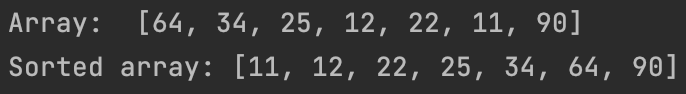 Array:  [64, 34, 25, 12, 22, 11, 90]
Sorted array: [11, 12, 22, 25, 34, 64, 90]